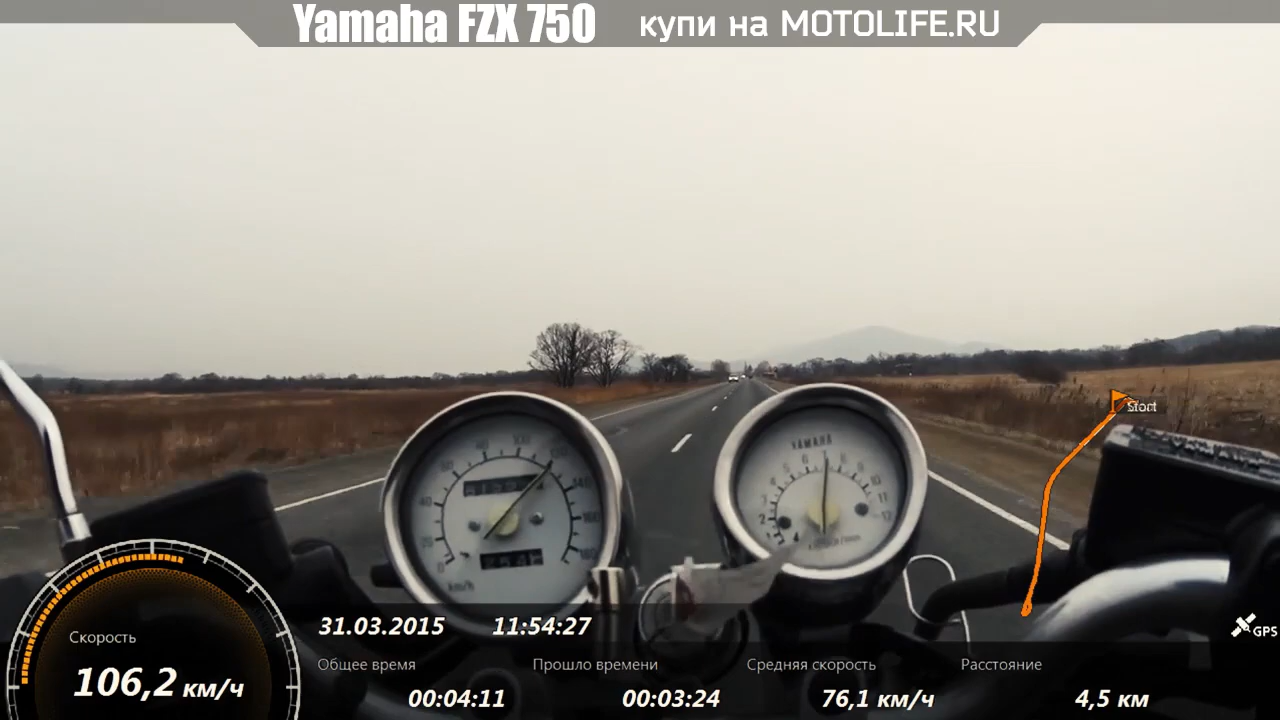 Yamaha FZX 750 купи на MOTOLIFE.RU
YAMAHA
km/h
Start
31.03.2015 11:54:27
GPS
Скорость
106,2 км/ч
Общее время Прошло времени Средняя скорость Расстояние
00:04:11 00:03:24 76,1 км/ч 4,5 км